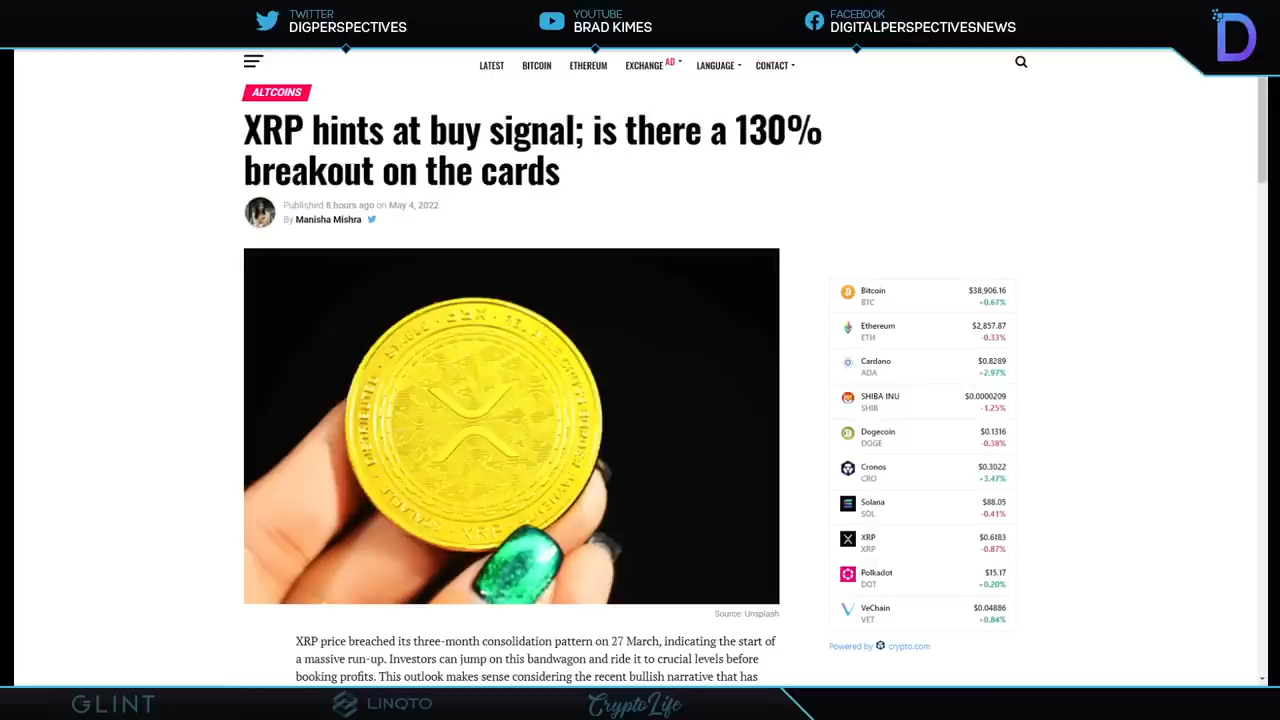 TWITTER
DIGPERSPECTIVES
YOUTUBE
BRAD KIMES
FACEBOOK
DIGITALPERSPECTIVESNEWS
D
LATEST BITCOIN ETHEREUM EXCHANGE AD LANGUAGE CONTACT
ALTCOINS
XRP hints at buy signal; is there a 130%
breakout on the cards
Published 8 hours ago on May 4, 2022
By Manisha Mishra
XRP
Source: Unsplash
XRP price breached its three-month consolidation pattern on 27 March, indicating the start of
a massive run-up. Investors can jump on this bandwagon and ride it to crucial levels before
booking profits. This outlook makes sense considering the recent bullish narrative that has
Bitcoin $38,906.16
BTC +0.67%
Ethereum $2,857.87
ETH -0.33%
Cardano $0.8289
ADA +2.97%
SHIBA INU $0.0000209
SHIB -1.25%
Dogecoin $0.1316
DOGE -0.38%
Cronos $0.3022
CRO +3.47%
Solana $88.05
SOL -0.41%
XRP $0.6183
XRP -0.87%
Polkadot $15.17
DOT +0.20%
VeChain $0.04886
VET +0.84%
Powered by crypto.com
GLINT
LINQTO
CryptoLife